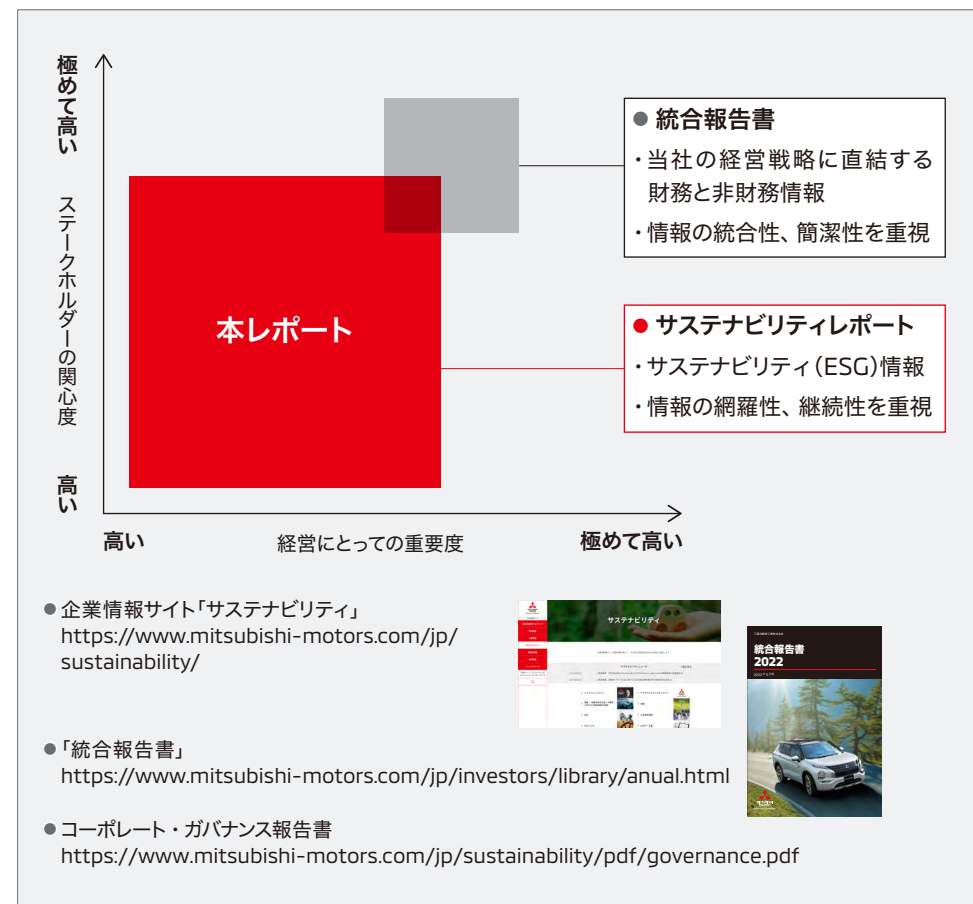 極めて高い
ステークホルダーの関心度
高い
本レポート
● 統合報告書
・当社の経営戦略に直結する
財務と非財務情報
・情報の統合性、簡潔性を重視
● サステナビリティレポート
・サステナビリティ（ESG）情報
・情報の網羅性、継続性を重視
高い
経営にとっての重要度
極めて高い
●企業情報サイト「サステナビリティ」
https://www.mitsubishi-motors.com/jp/
sustainability/
サステナビリティ
統合報告書
2022
●「統合報告書」
https://www.mitsubishi-motors.com/jp/investors/library/anual.html
●コーポレート・ガバナンス報告書
https://www.mitsubishi-motors.com/jp/sustainability/pdf/governance.pdf